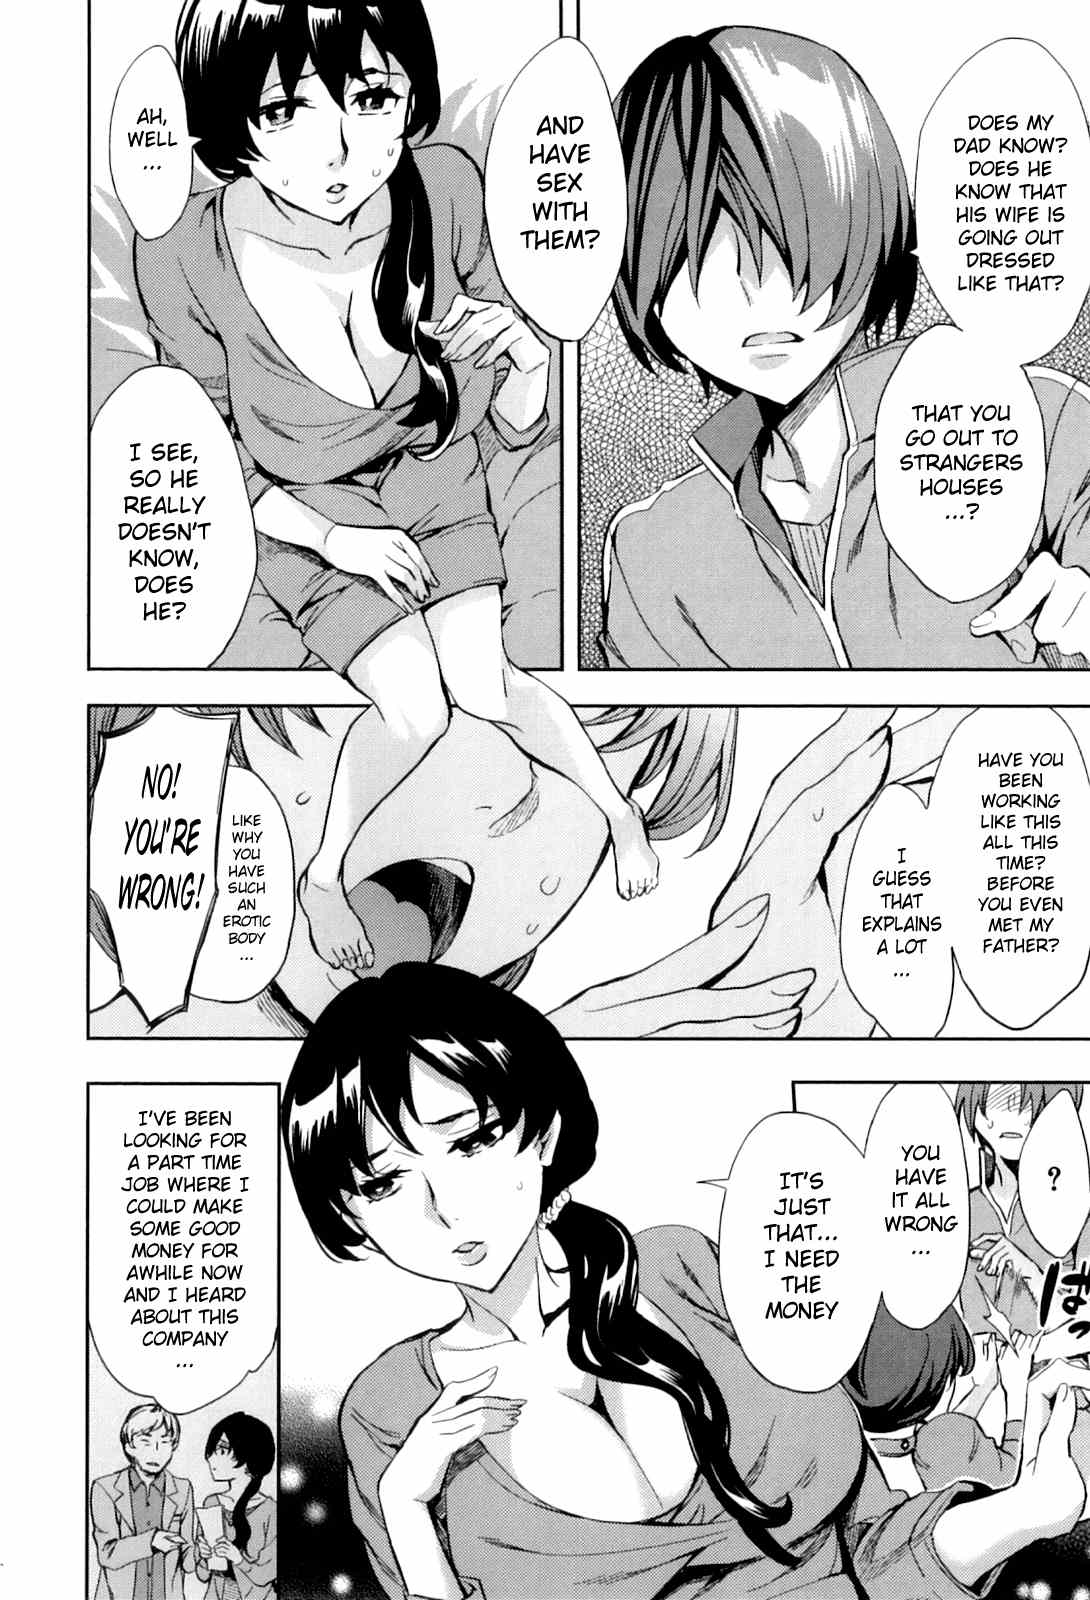 DOES MY
DAD KNOW?
DOES HE
KNOW THAT
HIS WIFE IS
GOING OUT
DRESSED
LIKE THAT?
THAT YOU
GO OUT TO
STRANGERS
HOUSES
...?
AND
HAVE
SEX
WITH
THEM?
AH,
WELL
...
I SEE,
SO HE
REALLY
DOESN'T
KNOW,
DOES
HE?
HAVE YOU
BEEN
WORKING
LIKE THIS
ALL THIS
TIME?
BEFORE
YOU EVEN
MET MY
FATHER?
I
GUESS
THAT
EXPLAINS
A LOT
...
LIKE
WHY
YOU
HAVE
SUCH
AN
EROTIC
BODY
...
NO!
YOU'RE
WRONG!
?
ばっ
YOU
HAVE
IT ALL
WRONG
...
IT'S
JUST
THAT...
I NEED
THE
MONEY
I'VE BEEN
LOOKING FOR
A PART TIME
JOB WHERE I
COULD MAKE
SOME GOOD
MONEY FOR
AWHILE NOW
AND I HEARD
ABOUT THIS
COMPANY
...